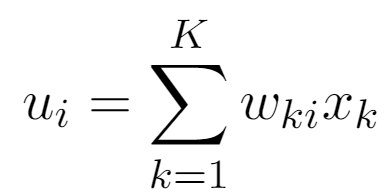 u_i = \sum_{k=1}^{K} w_{ki} x_k